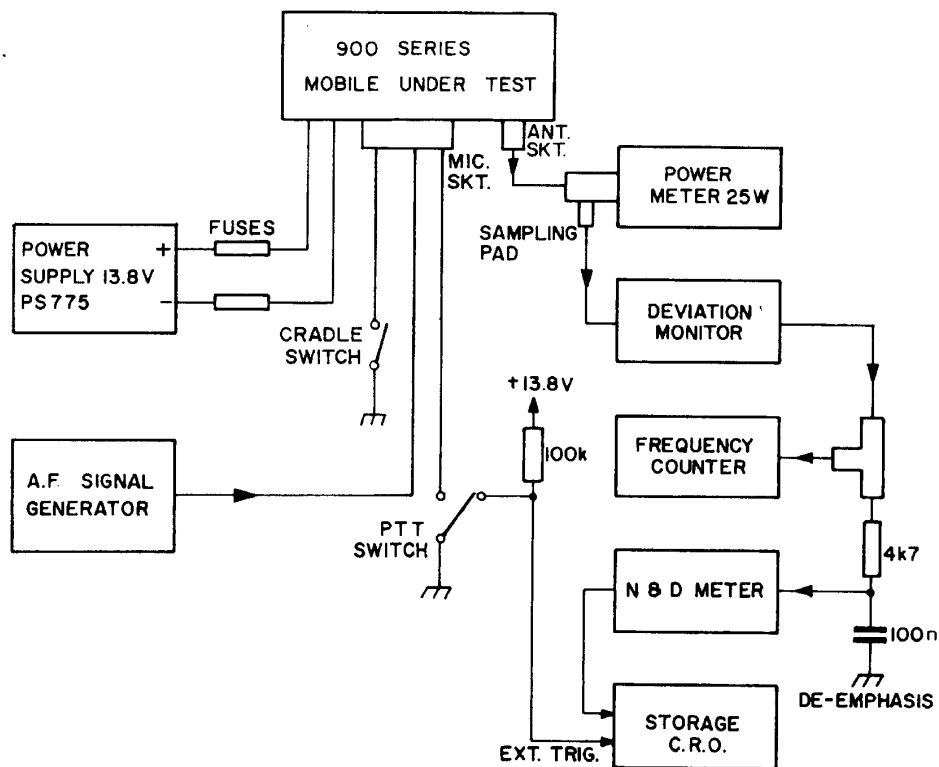 900 SERIES
MOBILE UNDER TEST
ANT.
SKT.
MIC.
SKT.
POWER
METER 25W
SAMPLING
PAD
FUSES
POWER +
SUPPLY 13.8V
PS775 –
DEVIATION
MONITOR
CRADLE
SWITCH
+13.8V
100k
FREQUENCY
COUNTER
A.F. SIGNAL
GENERATOR
PTT
SWITCH
4k7
N & D METER
100n
DE-EMPHASIS
STORAGE
C.R.O.
EXT. TRIG.